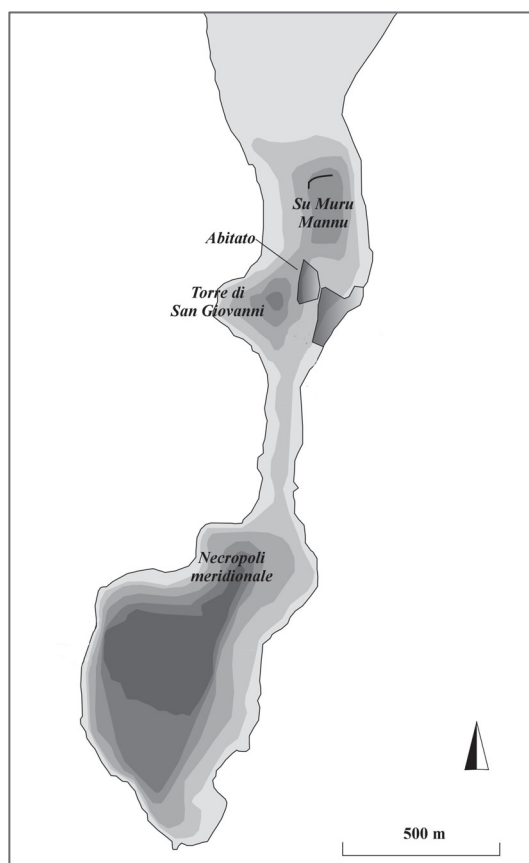 Su Muru
Mannu
Abitato
Torre di
San Giovanni
Necropoli
meridionale
500 m